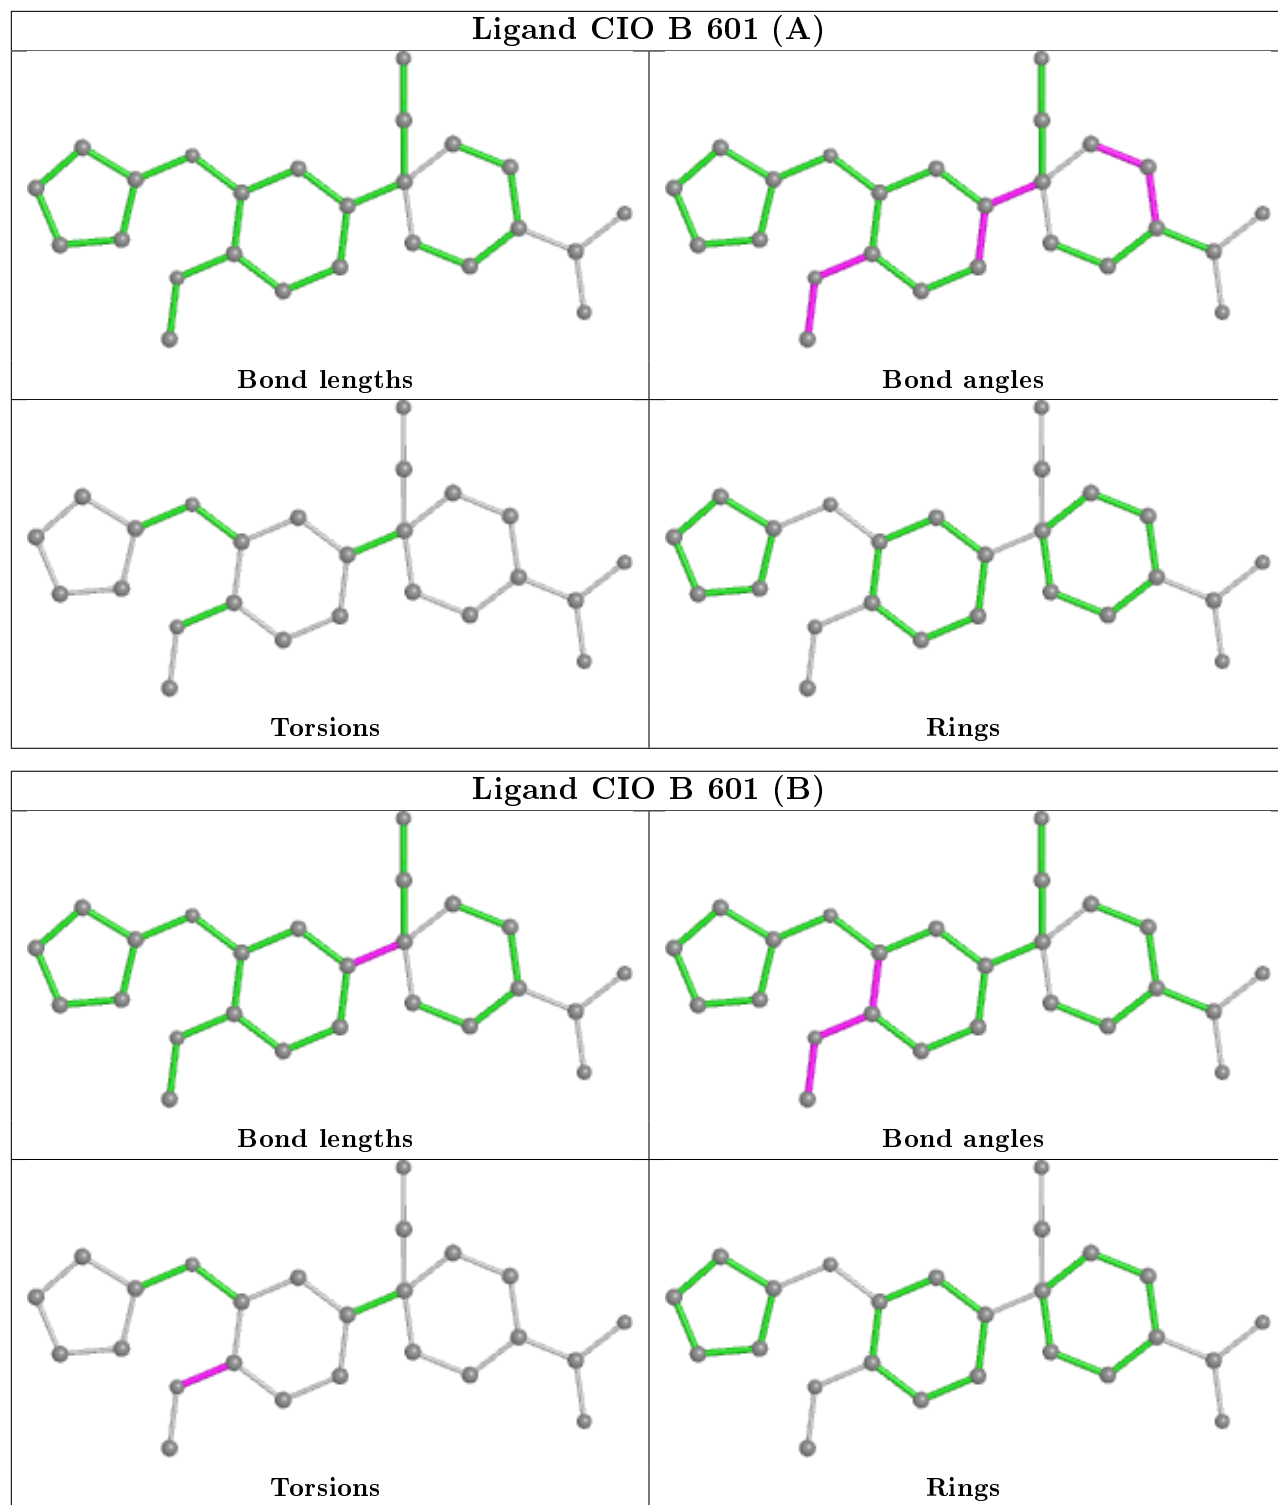 Ligand CIO B 601 (A)
Bond lengths
Bond angles
Torsions
Rings
Ligand CIO B 601 (B)
Bond lengths
Bond angles
Torsions
Rings